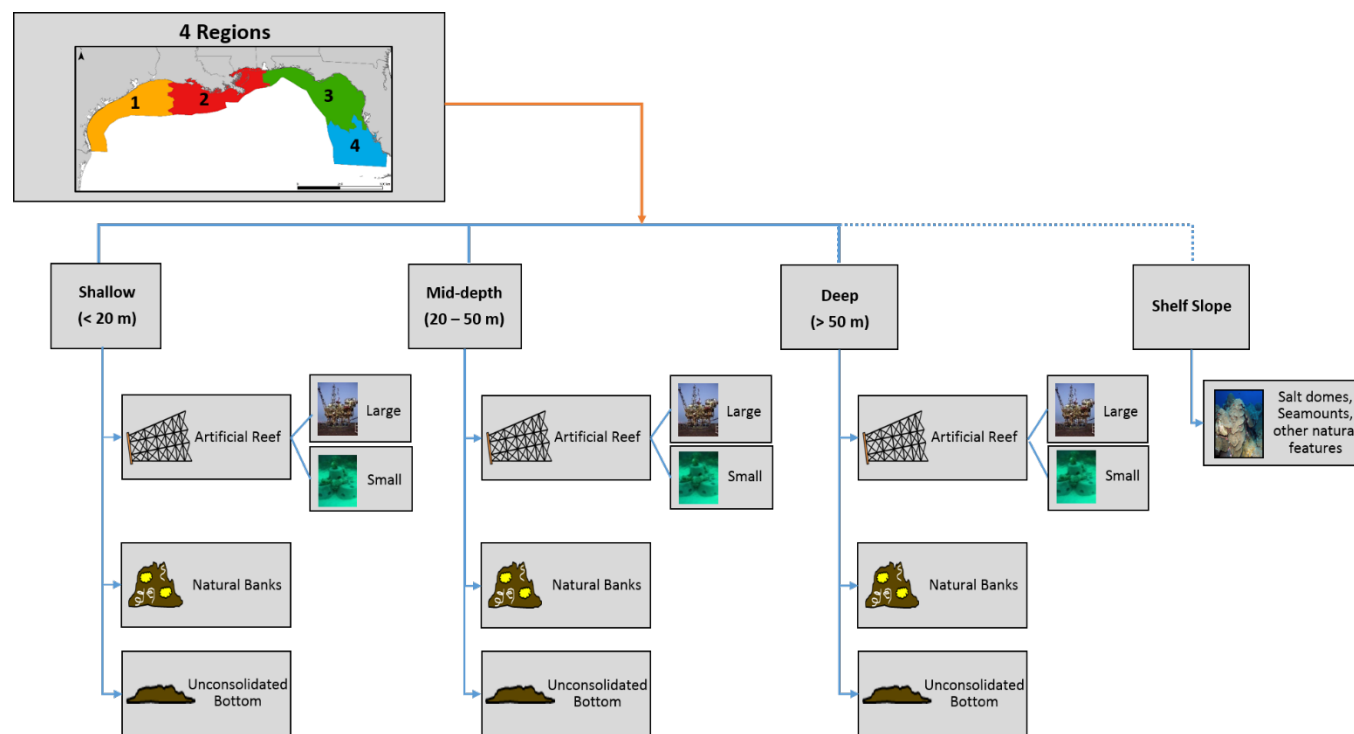 4 Regions
1
2
3
4
Shallow
(< 20 m)
Mid-depth
(20 – 50 m)
Deep
(> 50 m)
Shelf Slope
Artificial Reef
Large
Small
Artificial Reef
Large
Small
Artificial Reef
Large
Small
Salt domes,
Seamounts,
other natural
features
Natural Banks
Natural Banks
Natural Banks
Unconsolidated
Bottom
Unconsolidated
Bottom
Unconsolidated
Bottom